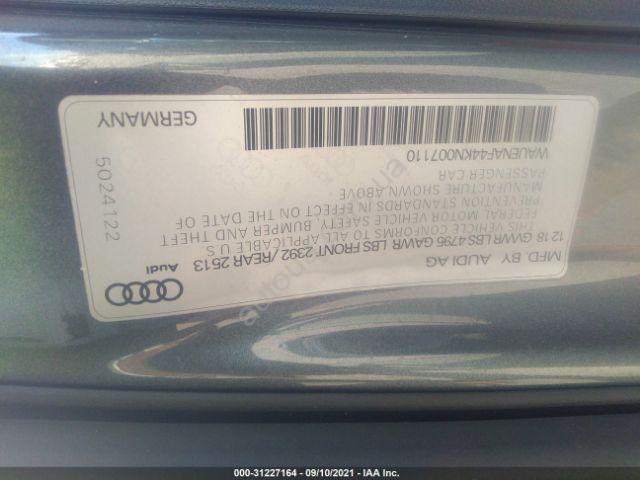 MFD. BY AUDI AG
12 18 GVWR LBS 4795 GAWR LBS FRONT 2392 / REAR 2513
THIS VEHICLE CONFORMS TO ALL APPLICABLE U.S.
FEDERAL MOTOR VEHICLE SAFETY, BUMPER AND THEFT
PREVENTION STANDARDS IN EFFECT ON THE DATE OF
MANUFACTURE SHOWN ABOVE
PASSENGER CAR
WAUENAF44KN007110
GERMANY
5024122
Audi
000-31227164 - 09/10/2021 - IAA Inc.